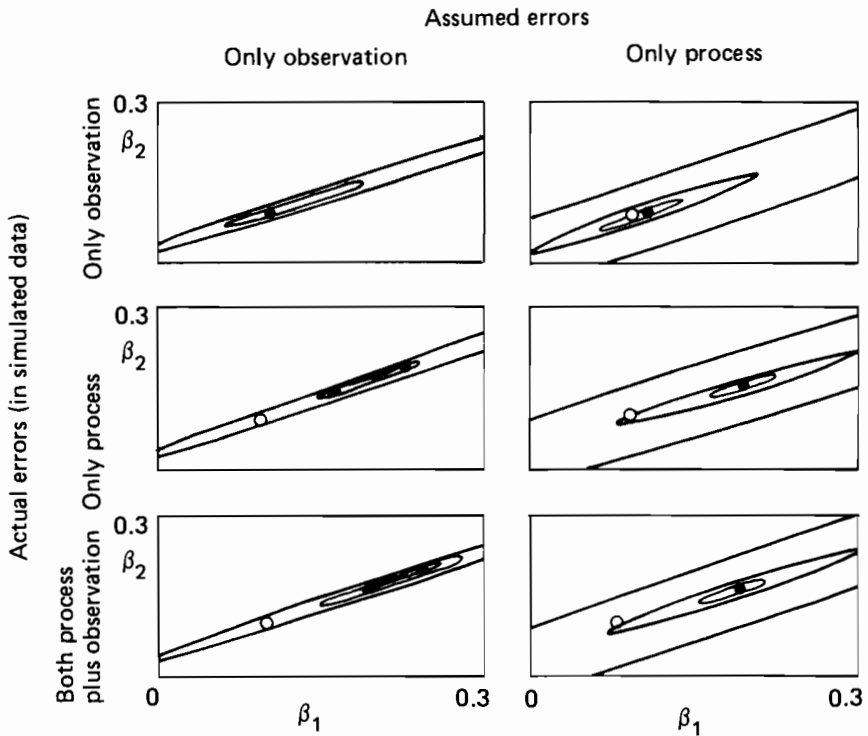 Assumed errors
Only observation
Only process
Actual errors (in simulated data)
Only observation
0.3
β2
Only process
0.3
β2
Both process
plus observation
0.3
β2
0
β1
0.3
0
β1
0.3